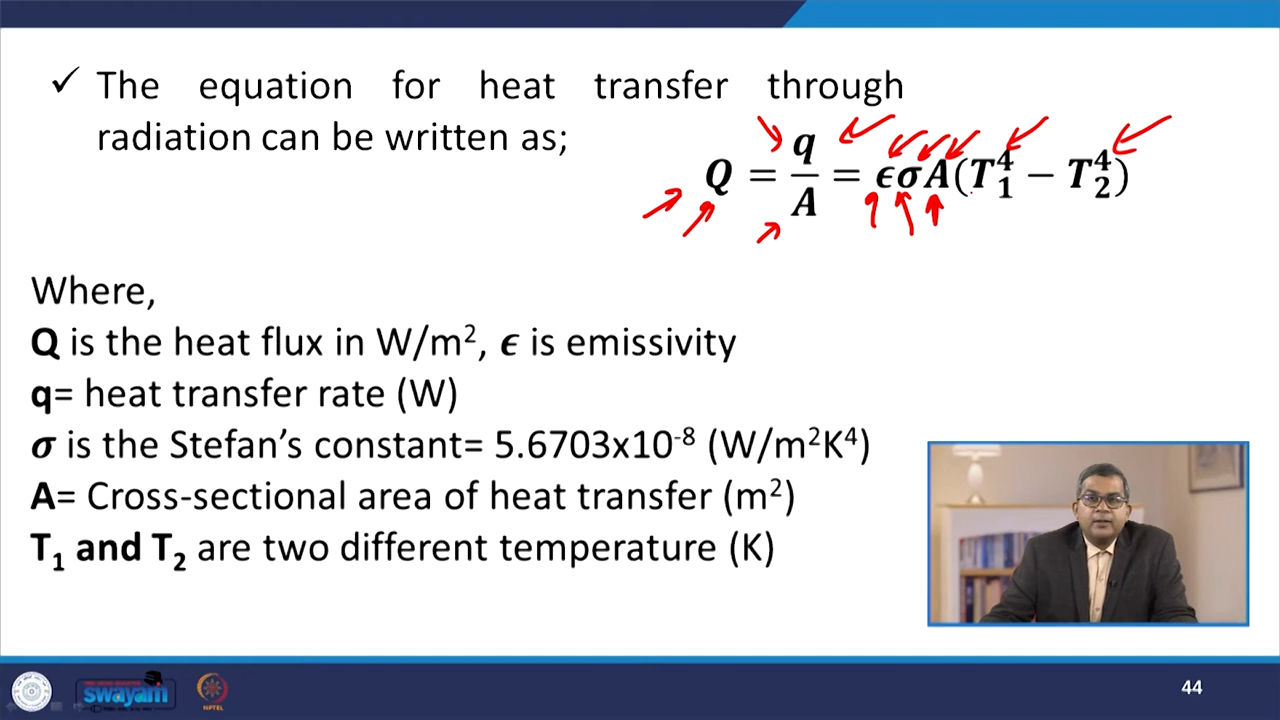 ✓ The equation for heat transfer through
radiation can be written as;
Q = q/A = ϵσA(T₁⁴ − T₂⁴)
Where,
Q is the heat flux in W/m², ϵ is emissivity
q= heat transfer rate (W)
σ is the Stefan’s constant= 5.6703x10⁻⁸ (W/m²K⁴)
A= Cross-sectional area of heat transfer (m²)
T₁ and T₂ are two different temperature (K)
swayam
NPTEL
44